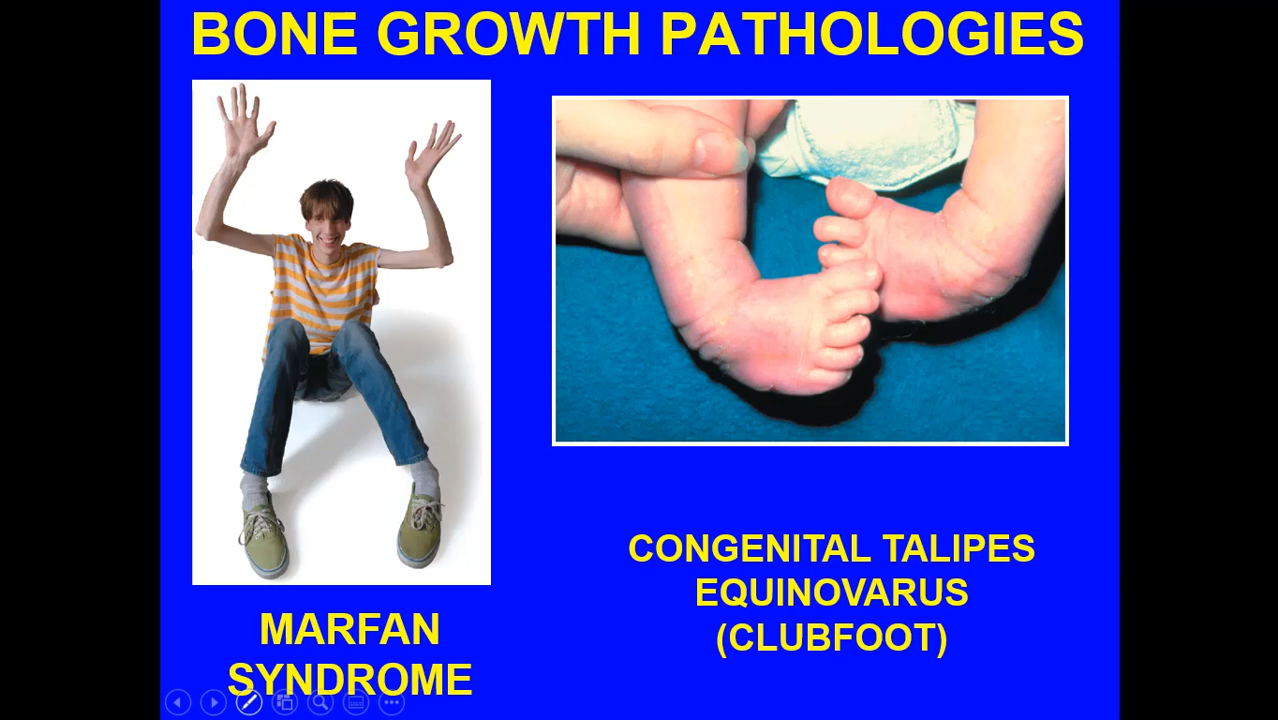 BONE GROWTH PATHOLOGIES
MARFAN
SYNDROME
CONGENITAL TALIPES
EQUINOVARUS
(CLUBFOOT)